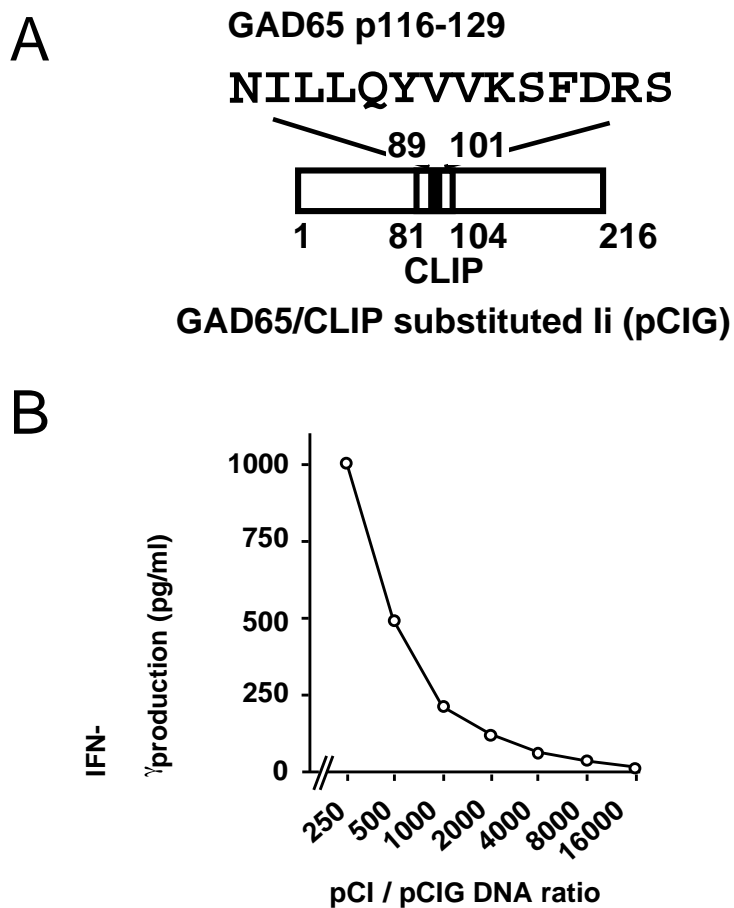 A
GAD65 p116-129
NILLQYVVKSFDRS
89 101
1 81 104 216
CLIP
GAD65/CLIP substituted Ii (pCIG)
B
IFN-
γproduction (pg/ml)
1000
750
500
250
0
250 500 1000 2000 4000 8000 16000
pCI / pCIG DNA ratio